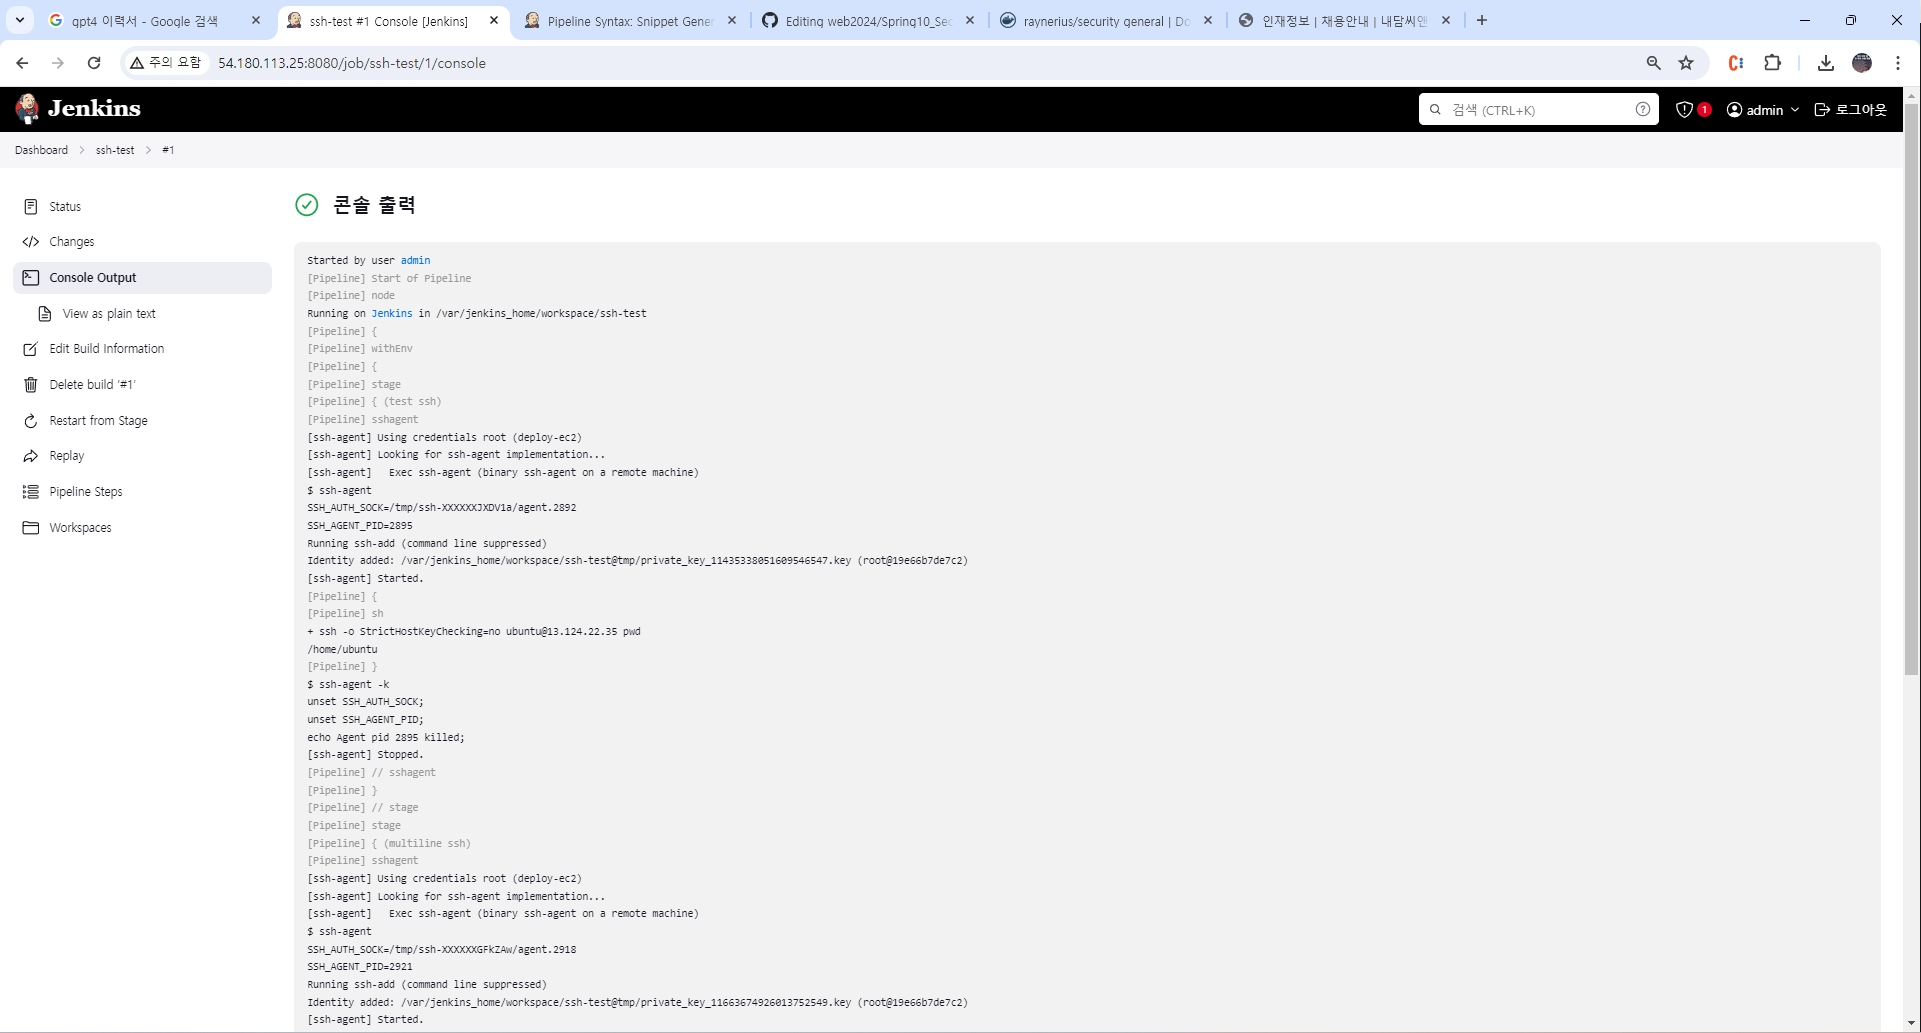 gpt4 이력서 - Google 검색
ssh-test #1 Console [Jenkins]
Pipeline Syntax: Snippet Gener
Editing web2024/Spring10_Sec
raynerius/security general | Do
인재정보 | 채용안내 | 내담씨앤
주의 요함
54.180.113.25:8080/job/ssh-test/1/console
Jenkins
검색 (CTRL+K)
1
admin
로그아웃
Dashboard
ssh-test
#1
Status
Changes
Console Output
View as plain text
Edit Build Information
Delete build '#1'
Restart from Stage
Replay
Pipeline Steps
Workspaces
콘솔 출력
Started by user admin
[Pipeline] Start of Pipeline
[Pipeline] node
Running on Jenkins in /var/jenkins_home/workspace/ssh-test
[Pipeline] {
[Pipeline] withEnv
[Pipeline] {
[Pipeline] stage
[Pipeline] { (test ssh)
[Pipeline] sshagent
[ssh-agent] Using credentials root (deploy-ec2)
[ssh-agent] Looking for ssh-agent implementation...
[ssh-agent]   Exec ssh-agent (binary ssh-agent on a remote machine)
$ ssh-agent
SSH_AUTH_SOCK=/tmp/ssh-XXXXXXJXDV1a/agent.2892
SSH_AGENT_PID=2895
Running ssh-add (command line suppressed)
Identity added: /var/jenkins_home/workspace/ssh-test@tmp/private_key_11435338051609546547.key (root@19e66b7de7c2)
[ssh-agent] Started.
[Pipeline] {
[Pipeline] sh
+ ssh -o StrictHostKeyChecking=no ubuntu@13.124.22.35 pwd
/home/ubuntu
[Pipeline] }
$ ssh-agent -k
unset SSH_AUTH_SOCK;
unset SSH_AGENT_PID;
echo Agent pid 2895 killed;
[ssh-agent] Stopped.
[Pipeline] // sshagent
[Pipeline] }
[Pipeline] // stage
[Pipeline] stage
[Pipeline] { (multiline ssh)
[Pipeline] sshagent
[ssh-agent] Using credentials root (deploy-ec2)
[ssh-agent] Looking for ssh-agent implementation...
[ssh-agent]   Exec ssh-agent (binary ssh-agent on a remote machine)
$ ssh-agent
SSH_AUTH_SOCK=/tmp/ssh-XXXXXXGFkZAw/agent.2918
SSH_AGENT_PID=2921
Running ssh-add (command line suppressed)
Identity added: /var/jenkins_home/workspace/ssh-test@tmp/private_key_11663674926013752549.key (root@19e66b7de7c2)
[ssh-agent] Started.